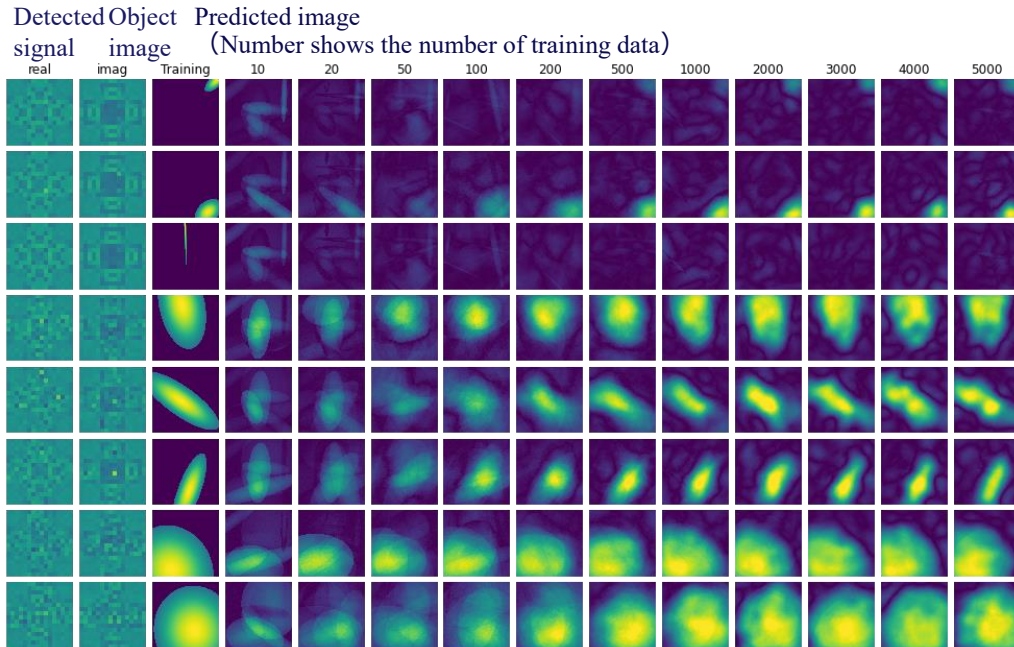 Detected Object Predicted image
signal image （Number shows the number of training data）
real imag Training 10 20 50 100 200 500 1000 2000 3000 4000 5000